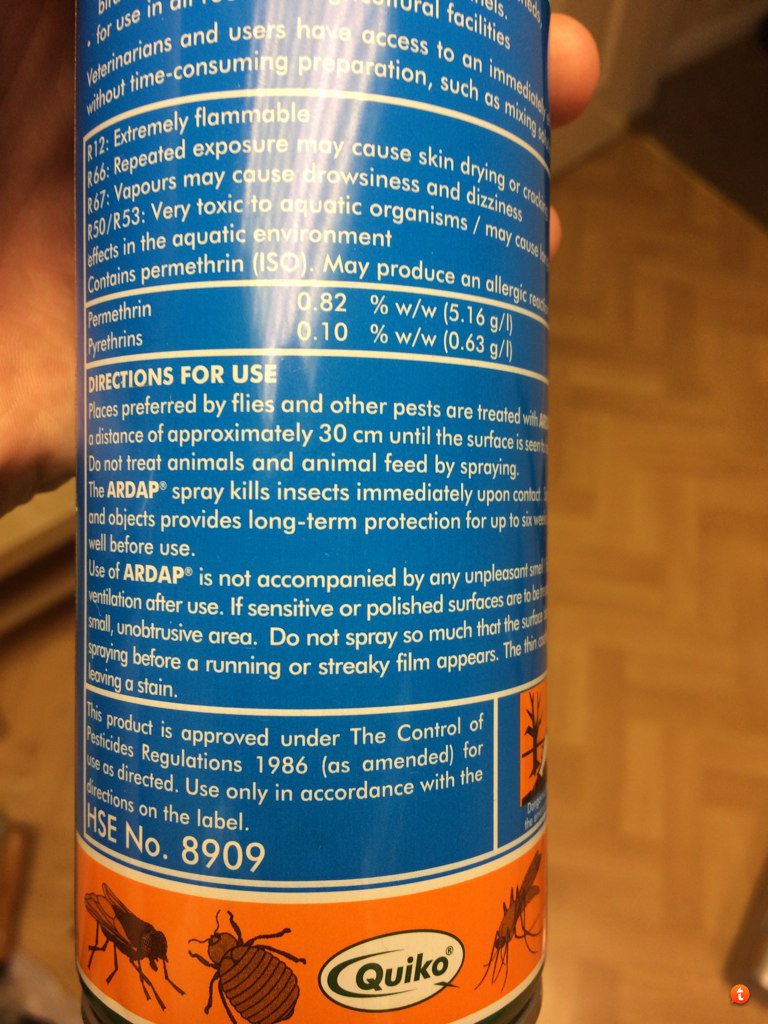 • for use in all
cultural facilities
Veterinarians and users have access to an immediately
without time-consuming preparation, such as mixing
R12: Extremely flammable
R66: Repeated exposure may cause skin drying or
R67: Vapours may cause drowsiness and dizziness
R50/R53: Very toxic to aquatic organisms / may cause
effects in the aquatic environment
Contains permethrin (ISO). May produce an allergic
Permethrin 0.82 % w/w (5.16 g/l)
Pyrethrins 0.10 % w/w (0.63 g/l)
DIRECTIONS FOR USE
Places preferred by flies and other pests are treated with
a distance of approximately 30 cm until the surface is seen
Do not treat animals and animal feed by spraying.
The ARDAP® spray kills insects immediately upon contact.
and objects provides long-term protection for up to six
well before use.
Use of ARDAP® is not accompanied by any unpleasant smell
ventilation after use. If sensitive or polished surfaces are to be
small, unobtrusive area. Do not spray so much that the surface
spraying before a running or streaky film appears. The thin
leaving a stain.
This product is approved under The Control of
Pesticides Regulations 1986 (as amended) for
use as directed. Use only in accordance with the
directions on the label.
HSE No. 8909
Quiko®
t